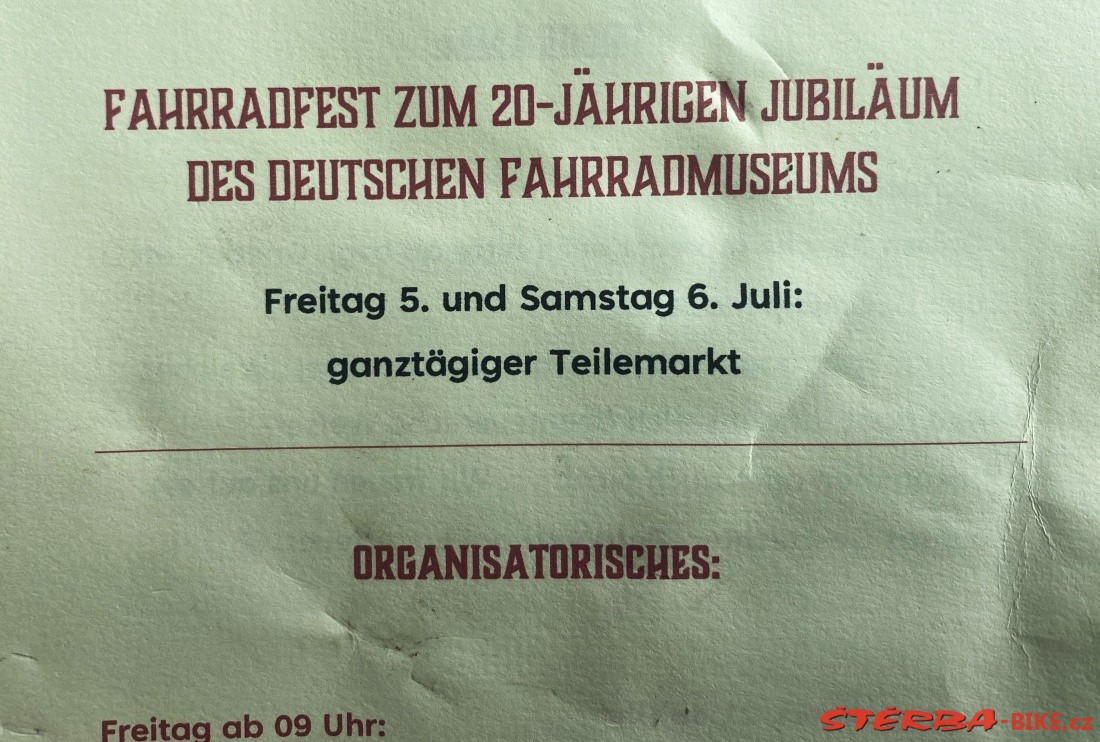 FAHRRADFEST ZUM 20-JÄHRIGEN JUBILÄUM
DES DEUTSCHEN FAHRRADMUSEUMS
Freitag 5. und Samstag 6. Juli:
ganztägiger Teilemarkt
ORGANISATORISCHES:
Freitag ab 09 Uhr:
ŠTĚRBA-BIKE.cz